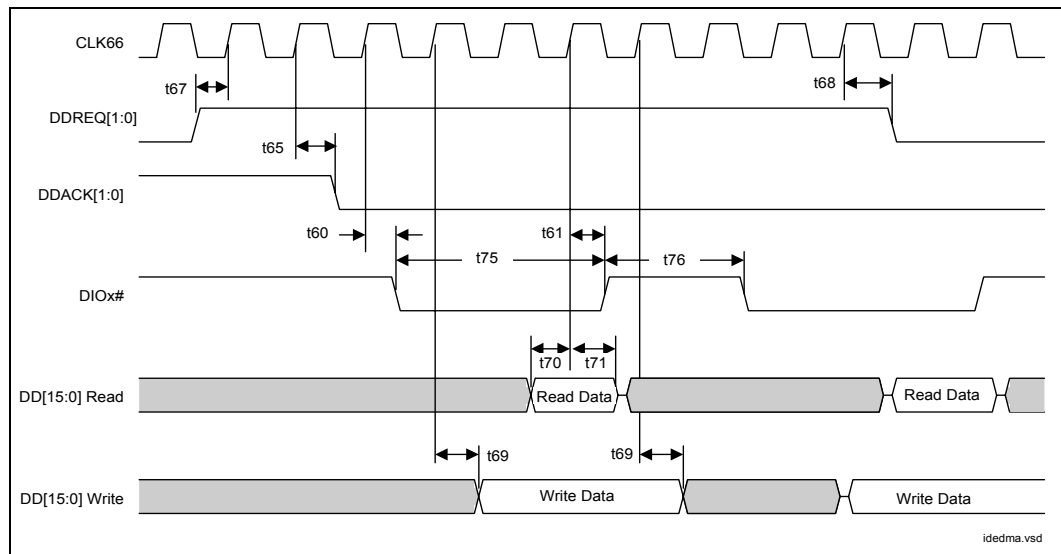 CLK66
t67
t68
DDREQ[1:0]
t65
DDACK[1:0]
t60
t61
t75
t76
DIOx#
t70
t71
DD[15:0] Read
Read Data
Read Data
t69
t69
DD[15:0] Write
Write Data
Write Data
idedma.vsd